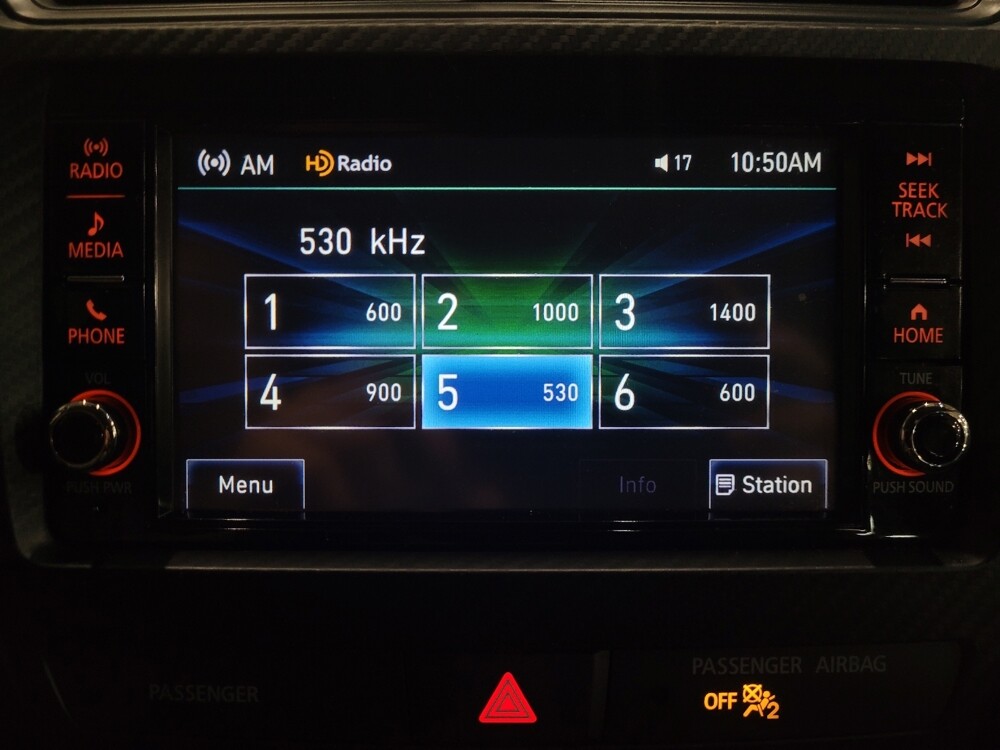 RADIO
MEDIA
PHONE
VOL
PUSH PWR
AM HD Radio 17 10:50AM
530 kHz
1 600 2 1000 3 1400
4 900 5 530 6 600
Menu Info Station
SEEK
TRACK
HOME
TUNE
PUSH SOUND
PASSENGER
PASSENGER AIRBAG
OFF 2